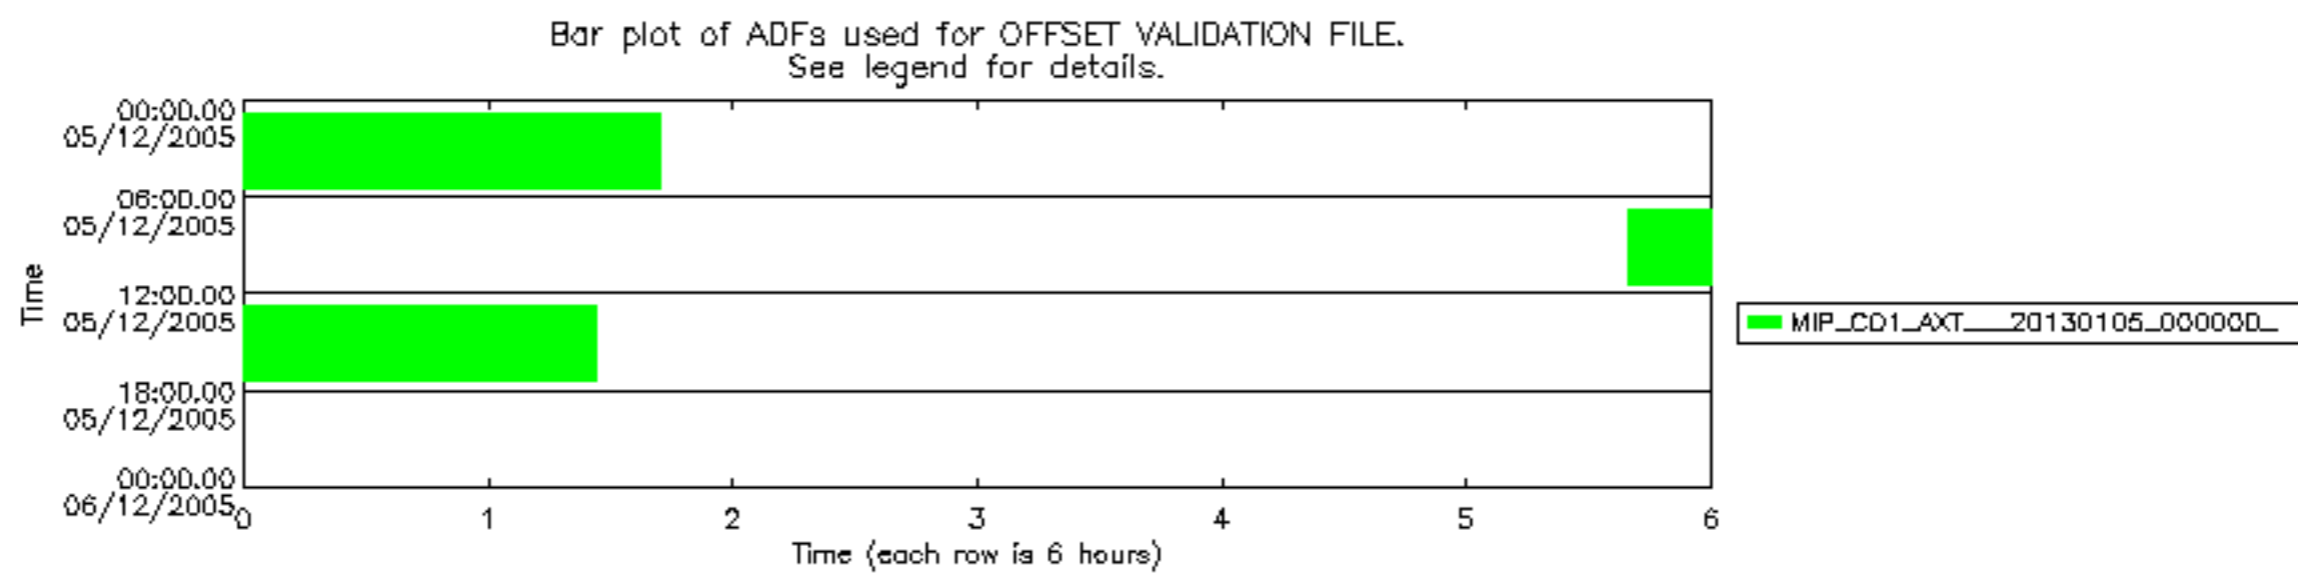 Bar plot of ADFs used for OFFSET VALIDATION FILE.
See legend for details.
00:00.00
05/12/2005
06:00.00
05/12/2005
12:00.00
05/12/2005
18:00.00
05/12/2005
00:00.00
06/12/2005
Time
0 1 2 3 4 5 6
Time (each row is 6 hours)
MIP_CO1_AXT___20130105_000000_